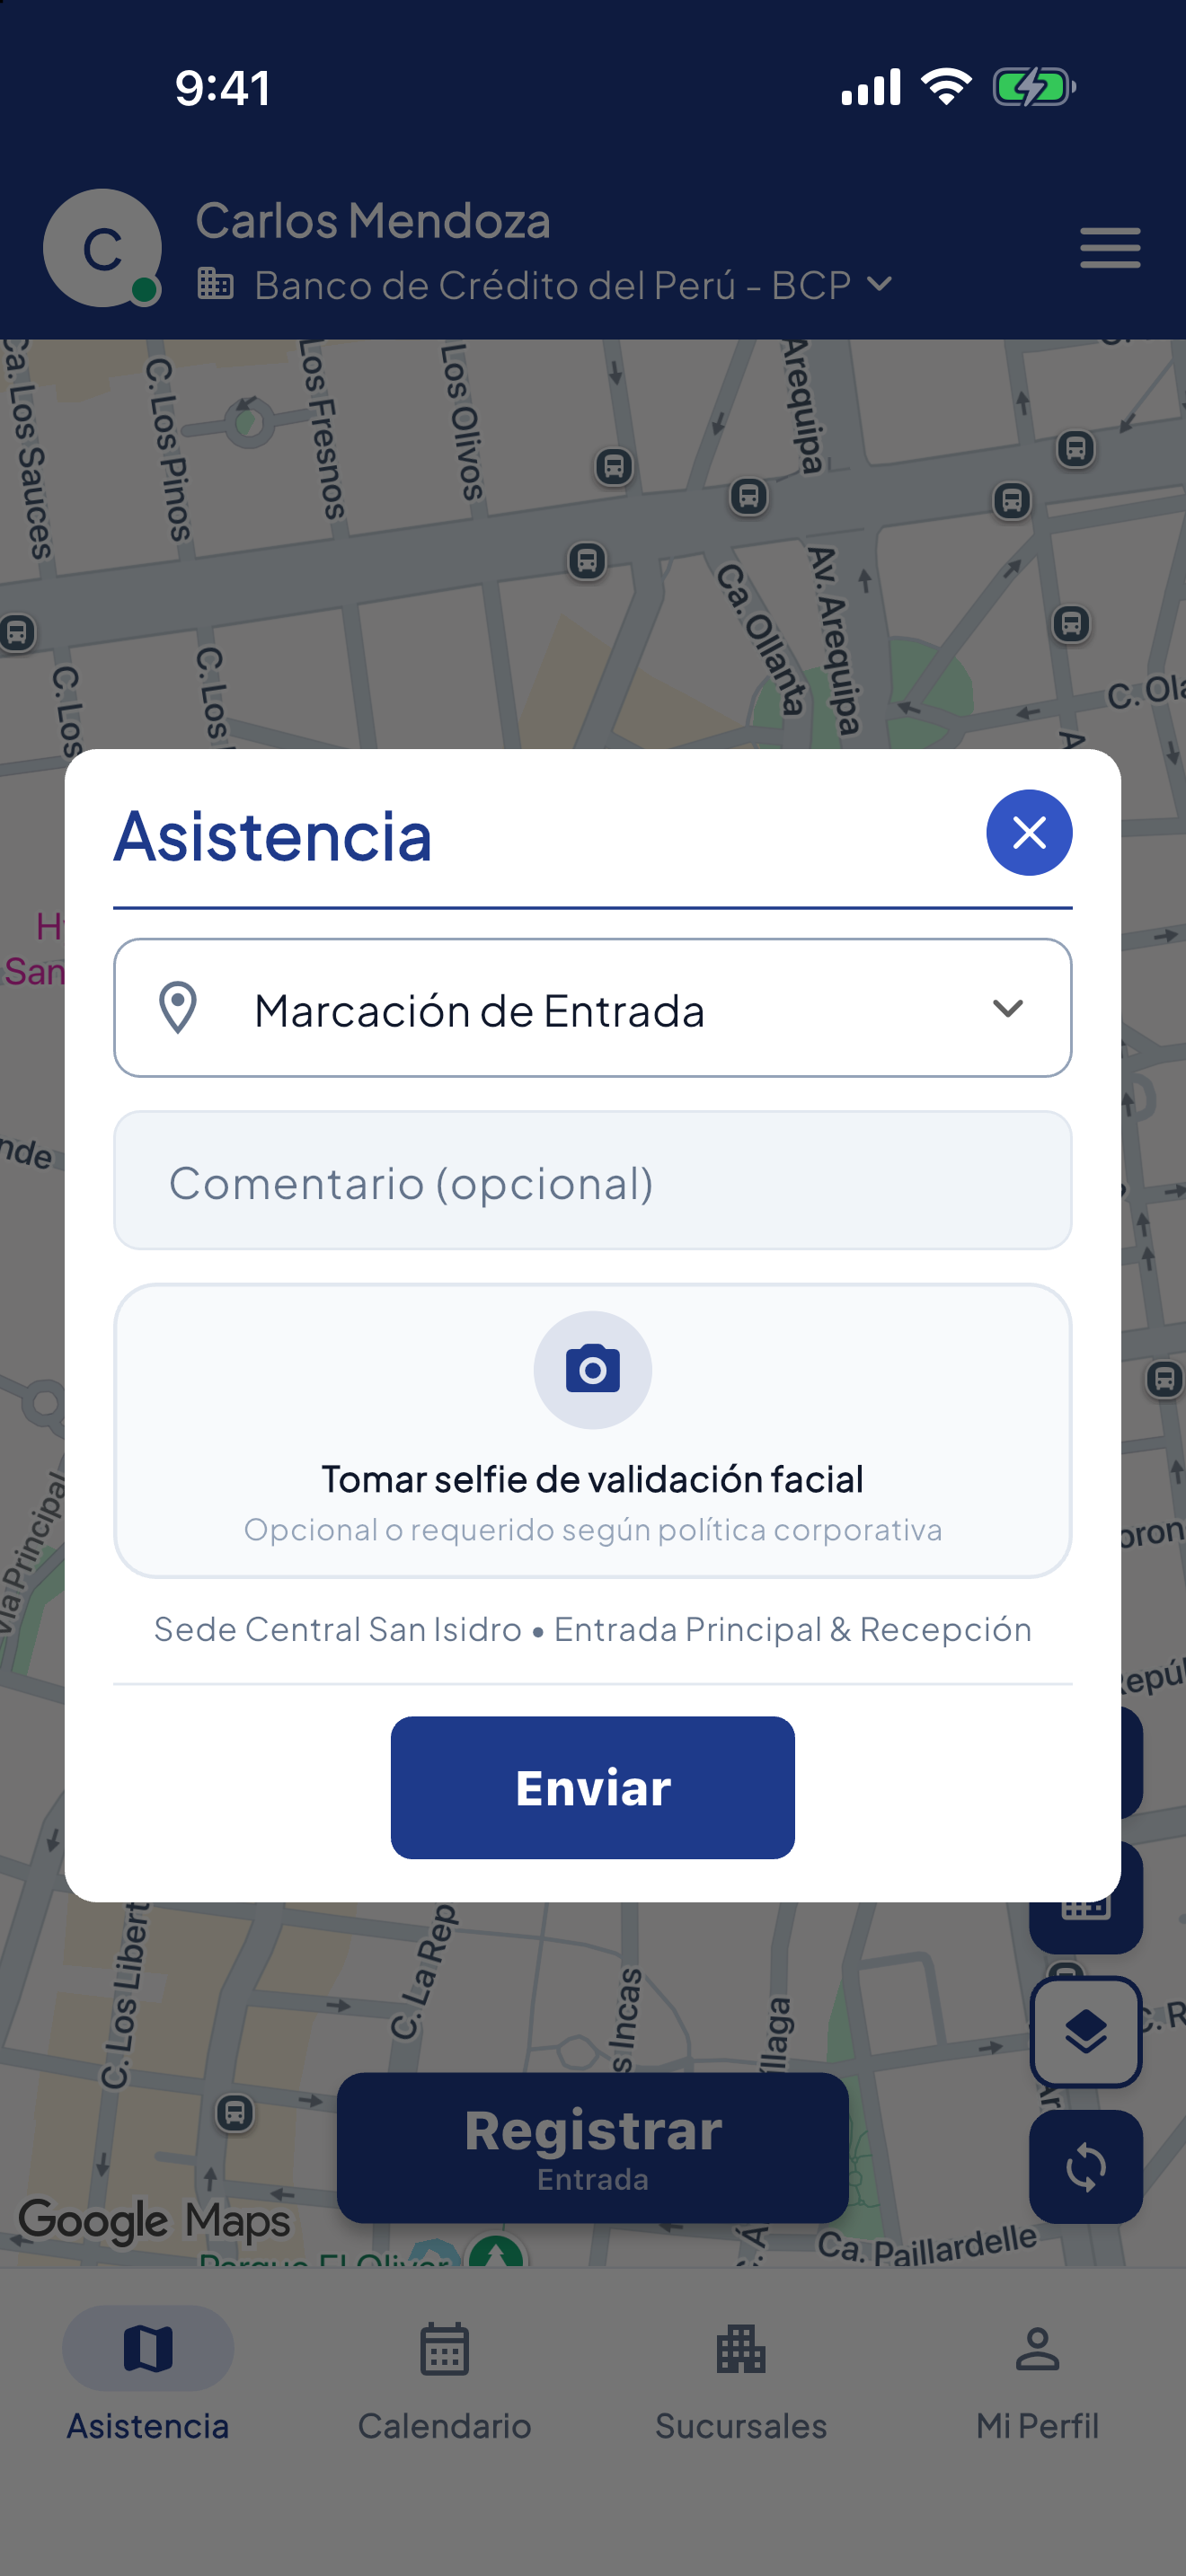 9:41
C
Carlos Mendoza
Banco de Crédito del Perú - BCP
Ca. Los Sauces
C. Los Pinos
Los Fresnos
Los Olivos
Arequipa
Ca. Ollanta
Av. Arequipa
C. Los
C. Los
Asistencia
Marcación de Entrada
Comentario (opcional)
Tomar selfie de validación facial
Opcional o requerido según política corporativa
Sede Central San Isidro • Entrada Principal & Recepción
Enviar
C. La Rep
Registrar
Entrada
Google Maps
Ca. Paillardelle
Asistencia
Calendario
Sucursales
Mi Perfil